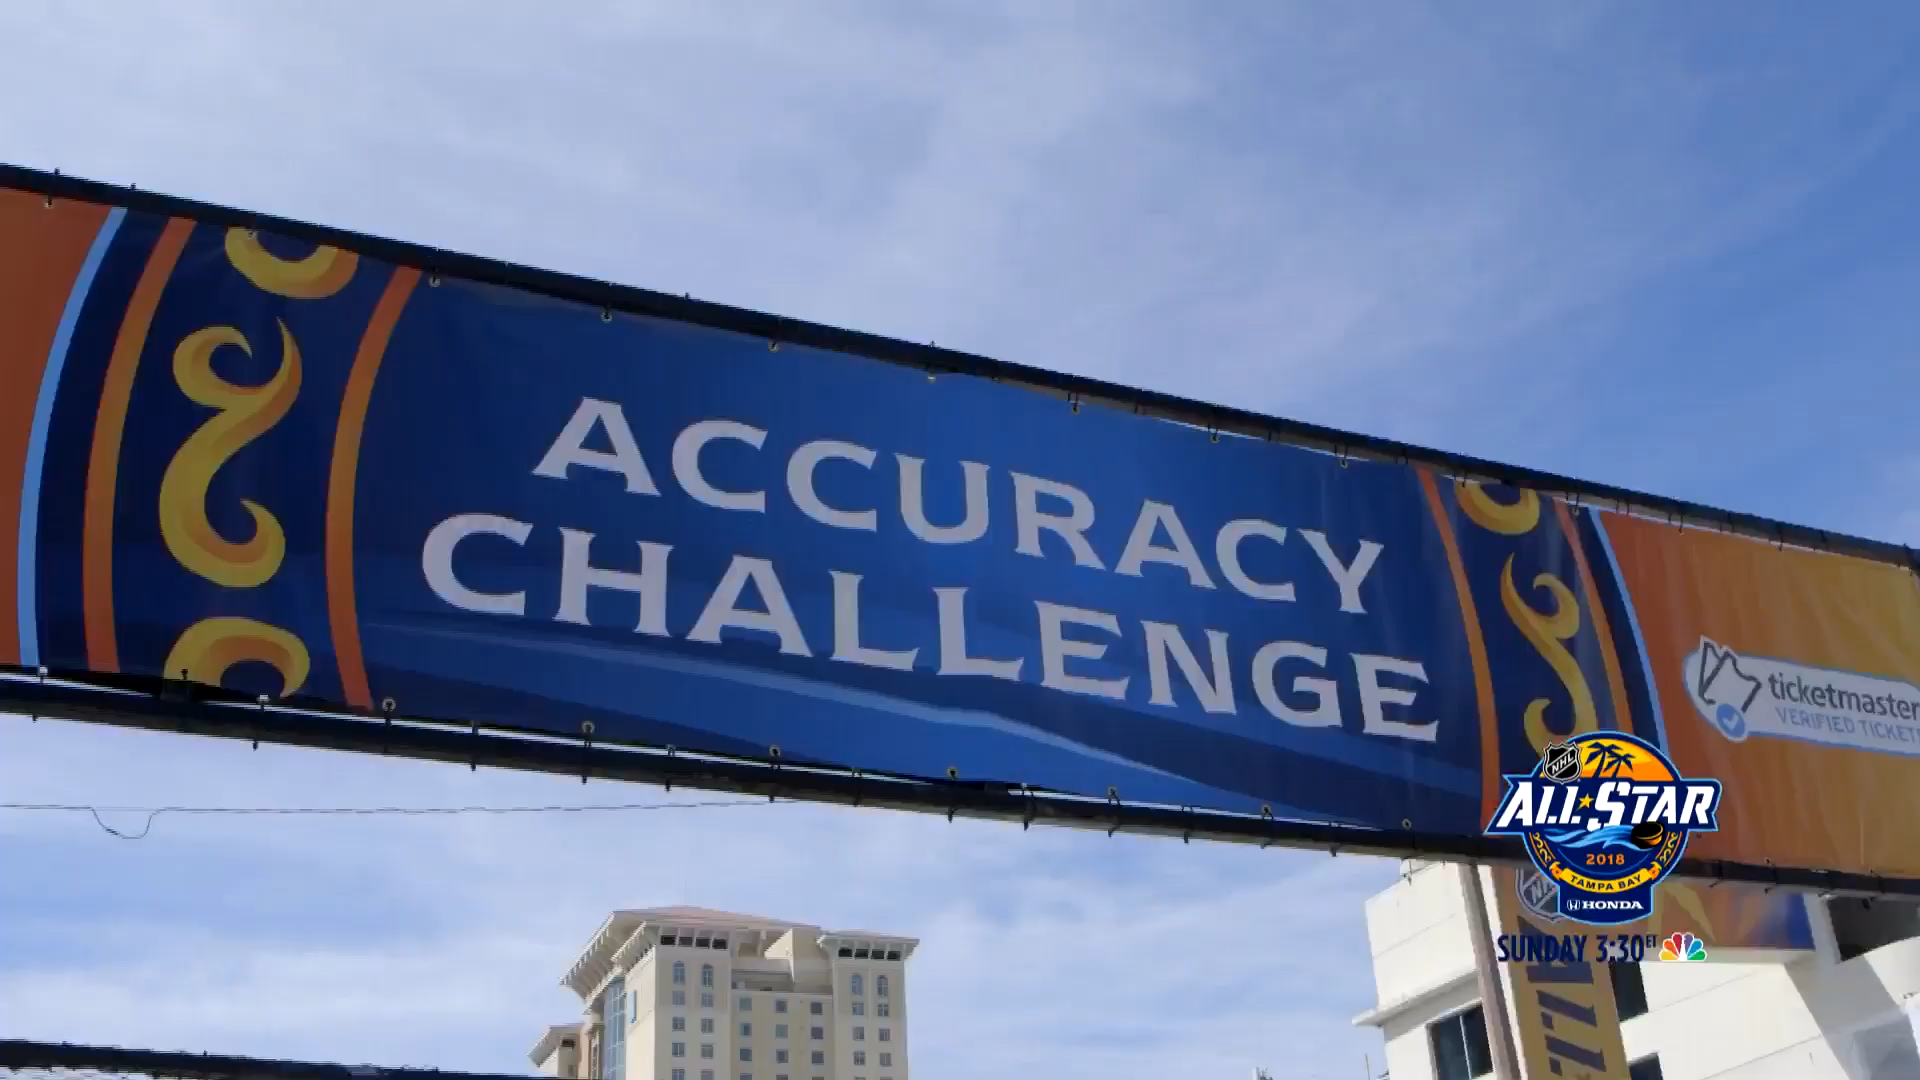 ACCURACY
CHALLENGE
ticketmaster
VERIFIED TICKETS
NHL
ALL STAR
2018
TAMPA BAY
HONDA
SUNDAY 3:30 ET